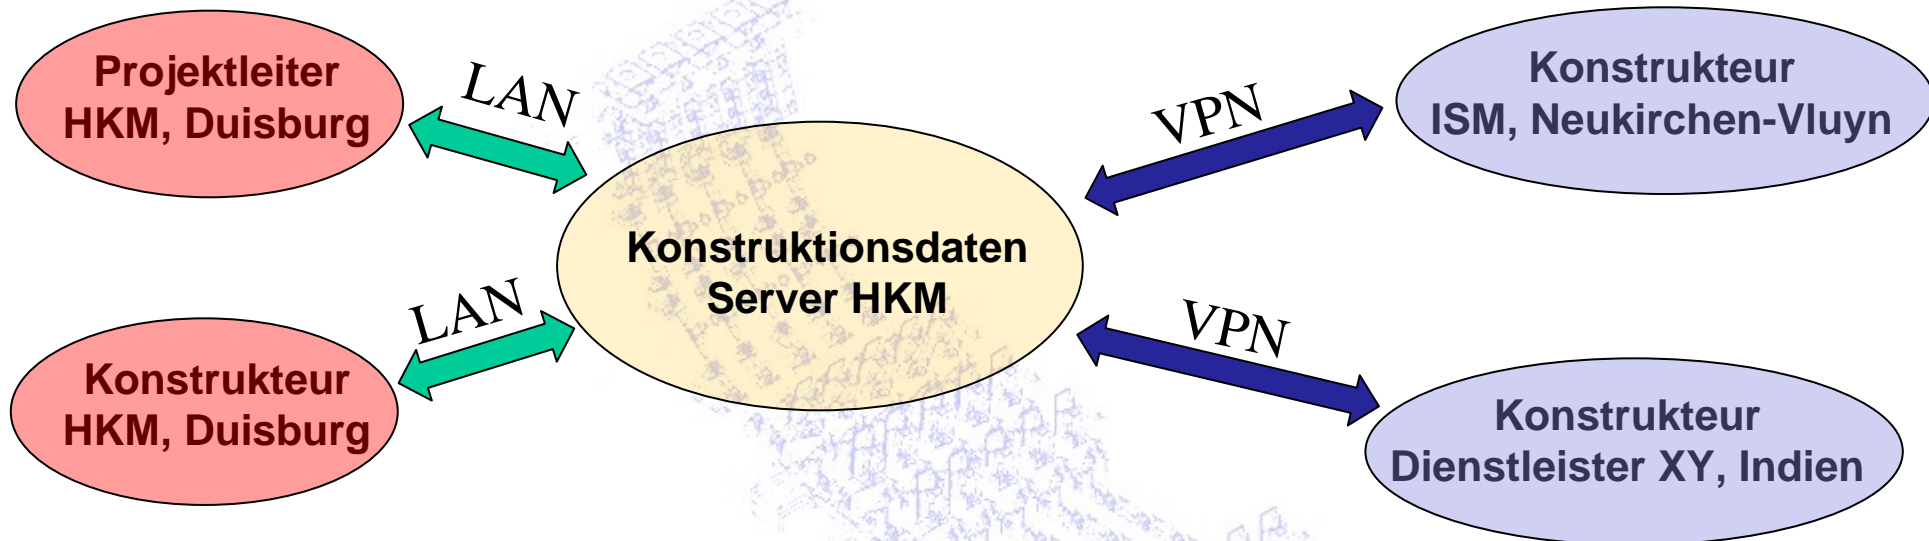 Projektleiter
HKM, Duisburg
LAN
VPN
Konstrukteur
ISM, Neukirchen-Vluyn
Konstruktionsdaten
Server HKM
Konstrukteur
HKM, Duisburg
LAN
VPN
Konstrukteur
Dienstleister XY, Indien